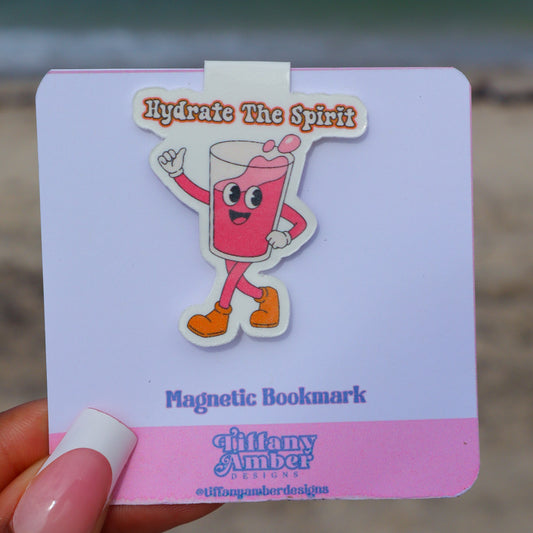 Hydrate The Spirit
Magnetic Bookmark
Tiffany
Amber
DESIGNS
@tiffanyamberdesigns